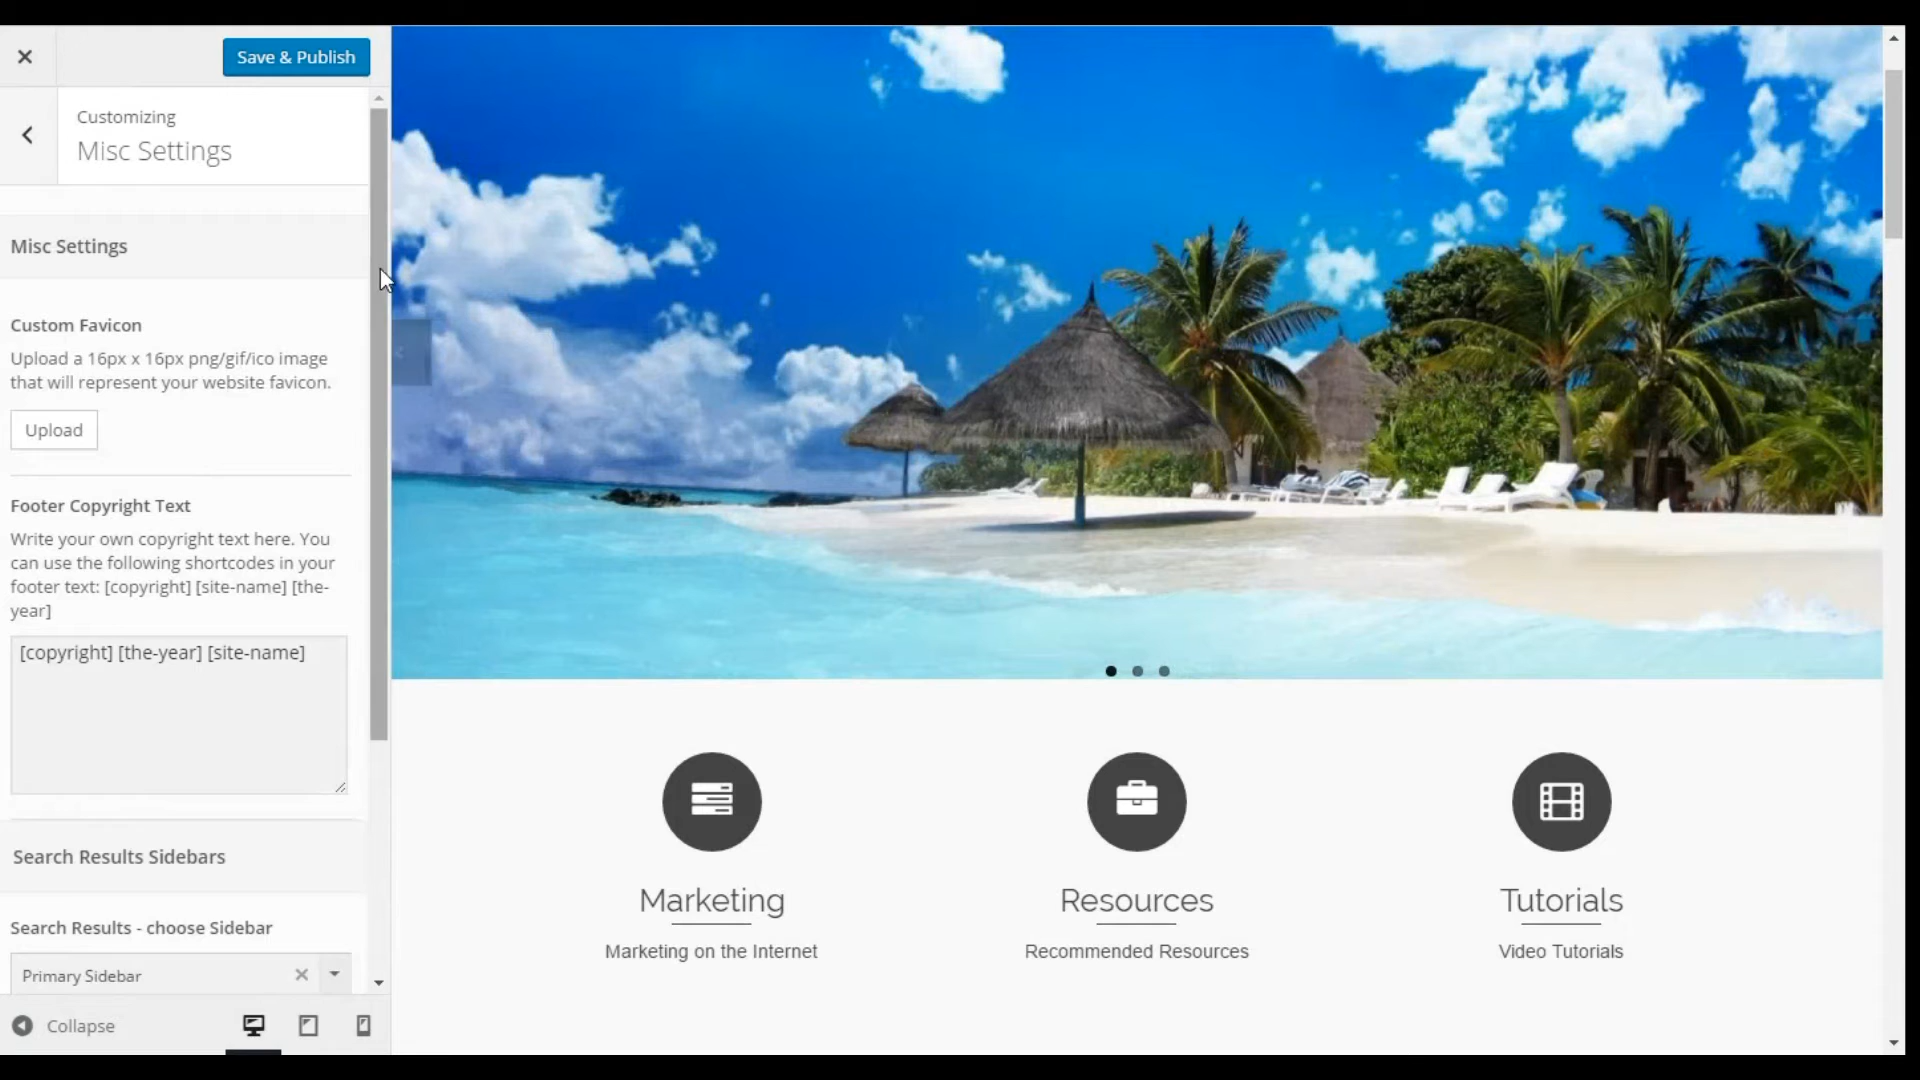 Save & Publish
Customizing
Misc Settings
Misc Settings
Custom Favicon
Upload a 16px x 16px png/gif/ico image
that will represent your website favicon.
Upload
Footer Copyright Text
Write your own copyright text here. You
can use the following shortcodes in your
footer text: [copyright] [site-name] [the-
year]
[copyright] [the-year] [site-name]
Search Results Sidebars
Search Results - choose Sidebar
Primary Sidebar
Collapse
Marketing
Marketing on the Internet
Resources
Recommended Resources
Tutorials
Video Tutorials